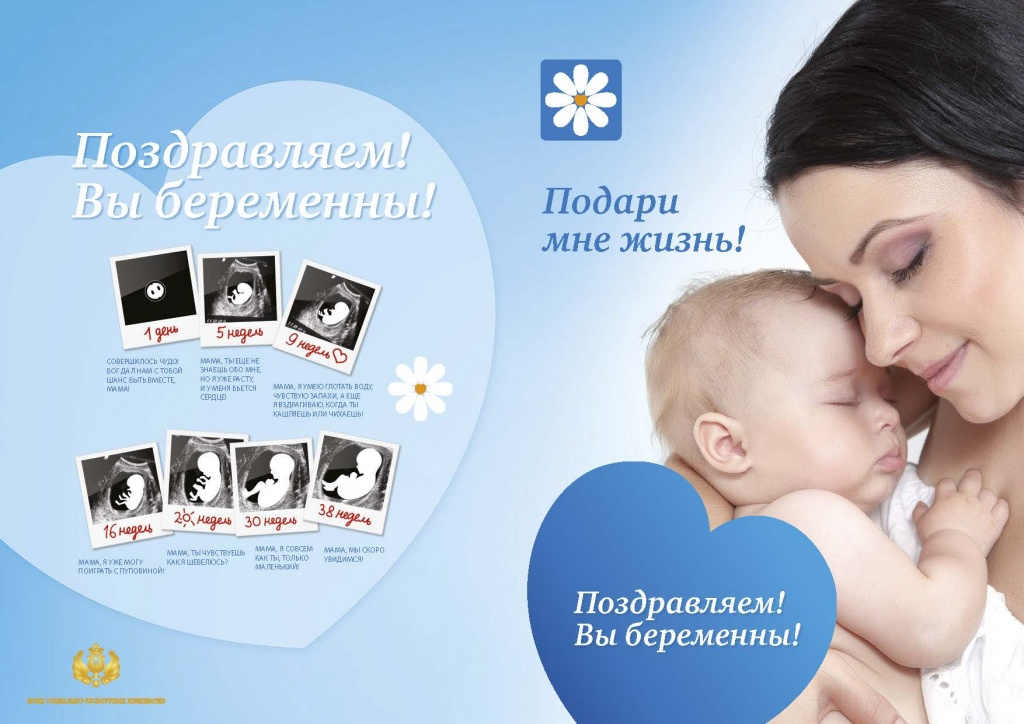 Поздравляем!
Вы беременны!
1 день
5 недель
9 недель
СОВЕРШИЛОСЬ ЧУДО!
БОГ ДАЛ НАМ С ТОБОЙ
ШАНС БЫТЬ ВМЕСТЕ,
МАМА!
МАМА, ТЫ ЕЩЕ НЕ
ЗНАЕШЬ ОБО МНЕ,
НО Я УЖЕ РАСТУ,
И У МЕНЯ БЬЕТСЯ
СЕРДЦЕ!
МАМА, Я УМЕЮ ГЛОТАТЬ ВОДУ,
ЧУВСТВУЮ ЗАПАХИ, А ЕЩЕ
Я ВЗДРАГИВАЮ, КОГДА ТЫ
КАШЛЯЕШЬ ИЛИ ЧИХАЕШЬ!
16 недель
20 недель
30 недель
38 недель
МАМА, Я УЖЕ МОГУ
ПОИГРАТЬ С ПУПОВИНОЙ!
МАМА, ТЫ ЧУВСТВУЕШЬ
КАК Я ШЕВЕЛЮСЬ?
МАМА, Я СОВСЕМ
КАК ТЫ, ТОЛЬКО
МАЛЕНЬКИЙ!
МАМА, МЫ СКОРО
УВИДИМСЯ!
ФОНД СОЦИАЛЬНО-КУЛЬТУРНЫХ ИНИЦИАТИВ
Подари
мне жизнь!
Поздравляем!
Вы беременны!